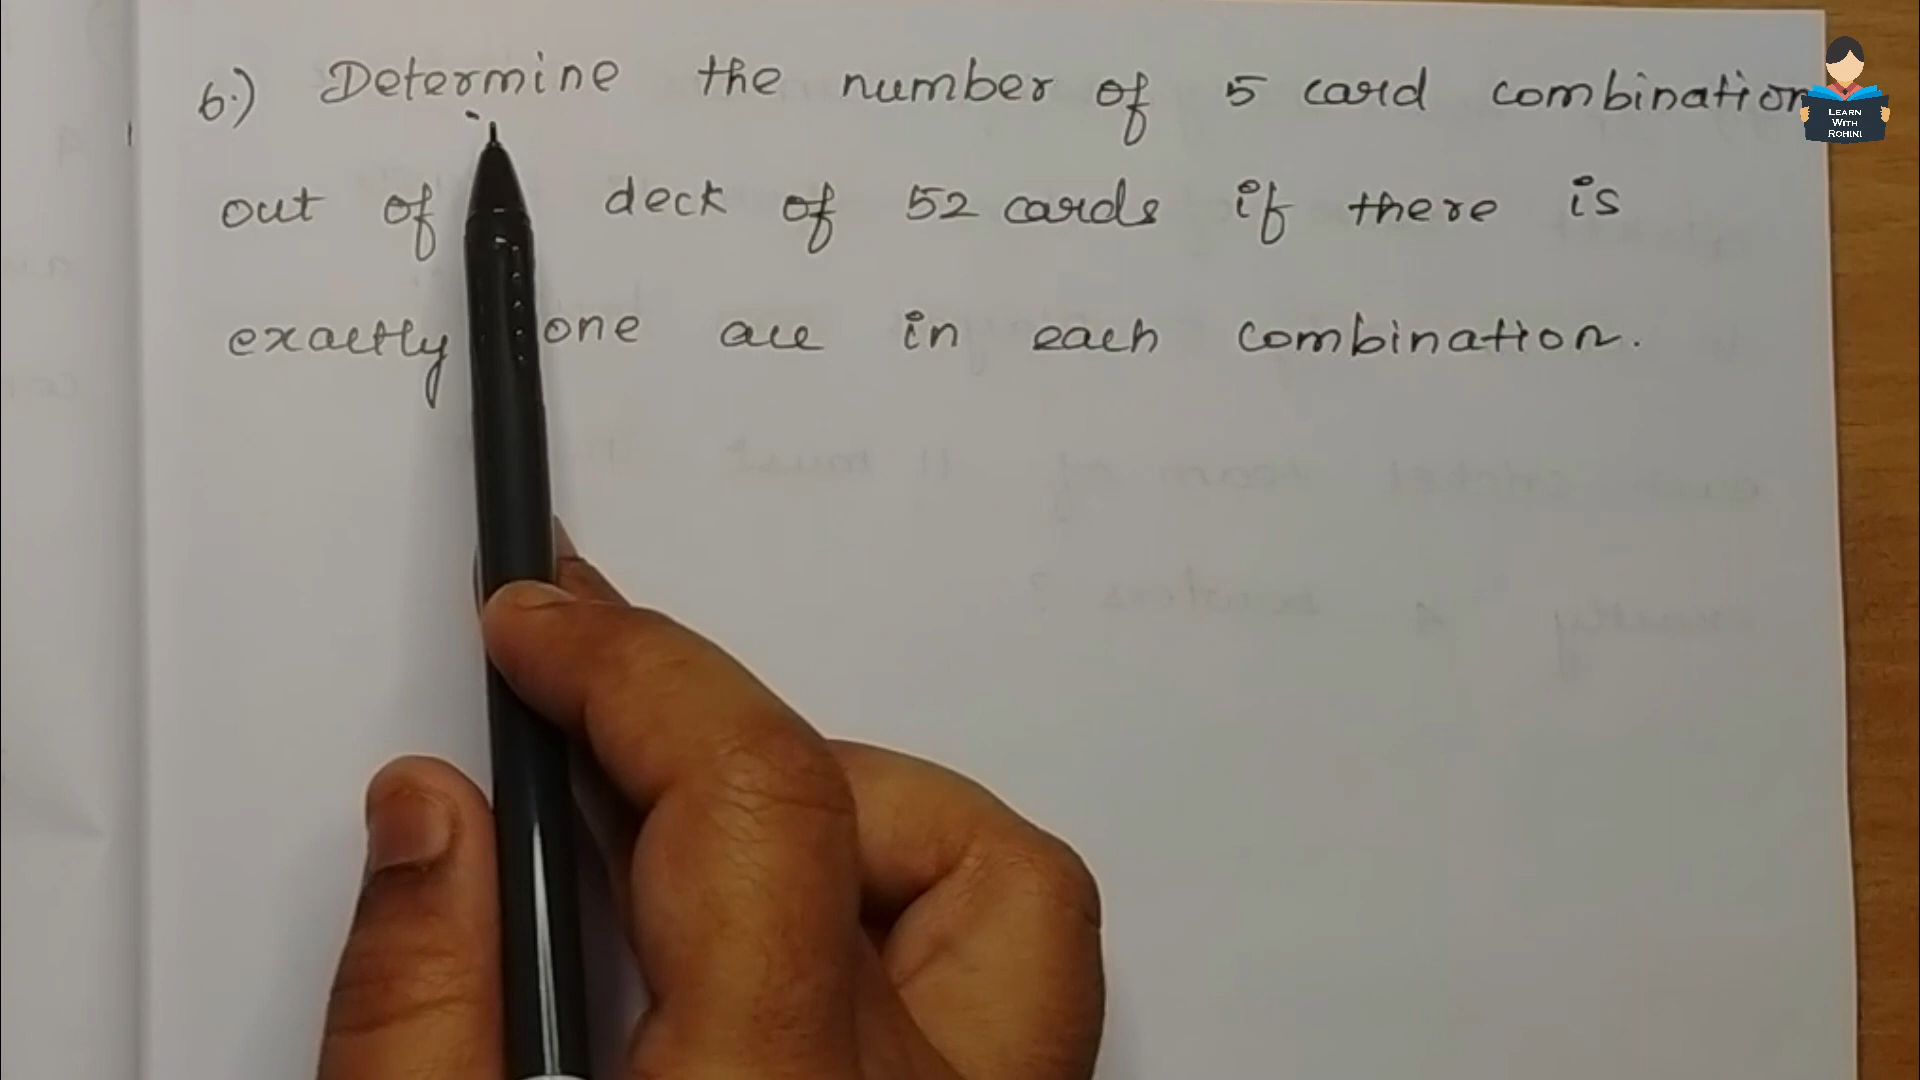 6.) Determine the number of 5 card combination
out of deck of 52 cards if there is
exactly one ace in each combination.
LEARN
WITH
ROHINI